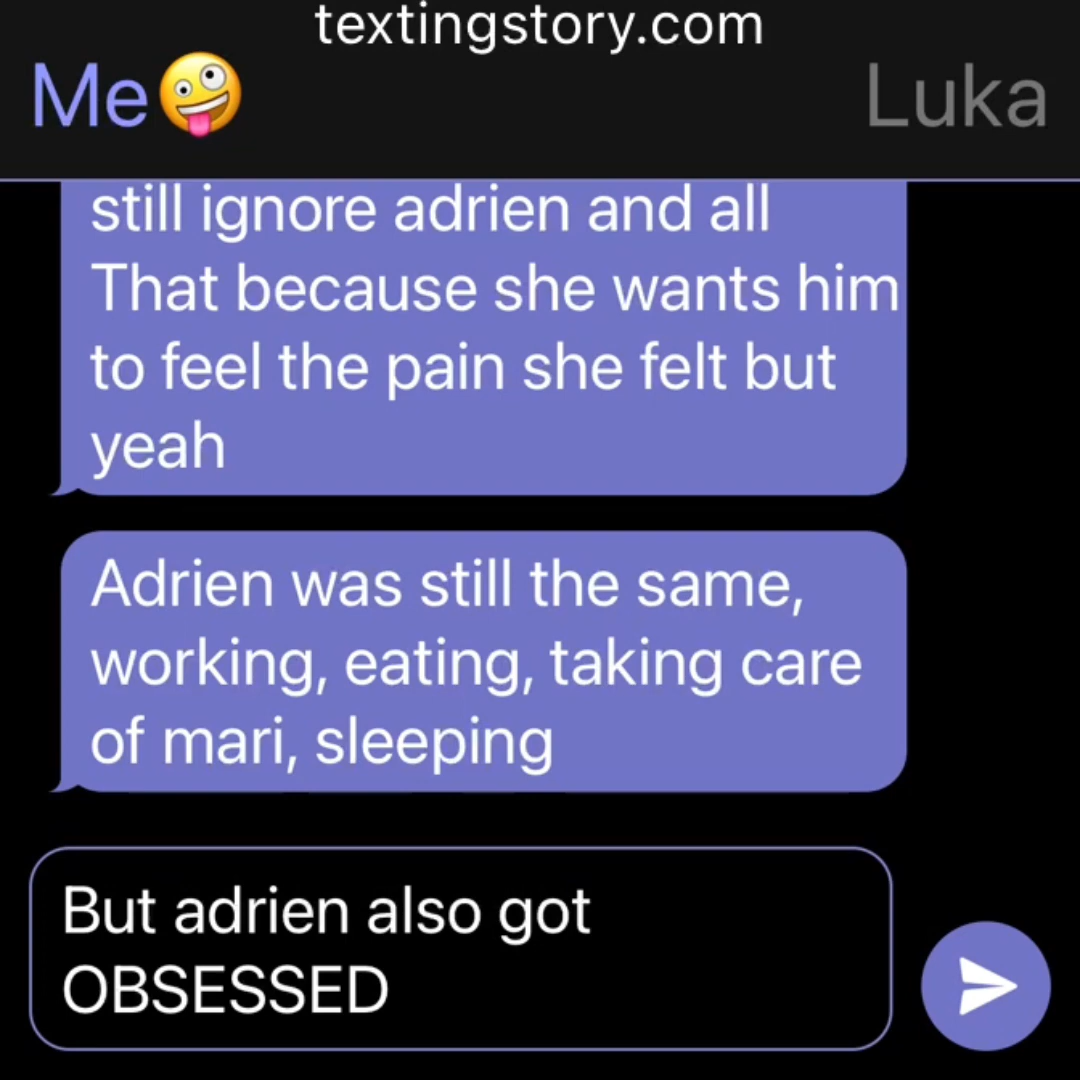 textingstory.com
Me🤪
Luka
still ignore adrien and all
That because she wants him
to feel the pain she felt but
yeah
Adrien was still the same,
working, eating, taking care
of mari, sleeping
But adrien also got
OBSESSED